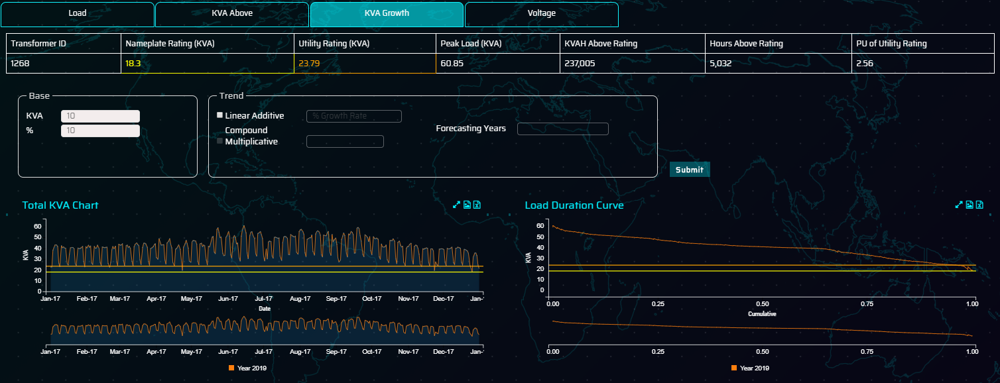 Load KVA Above KVA Growth Voltage
Transformer ID Nameplate Rating (KVA) Utility Rating (KVA) Peak Load (KVA) KVAH Above Rating Hours Above Rating PU of Utility Rating
1268 18.3 23.79 60.85 237,005 5,032 2.56
Base Trend
KVA 10 Linear Additive % Growth Rate
% 10 Compound Multiplicative Forecasting Years
Submit
Total KVA Chart
KVA
60
50
40
30
20
10
0
Jan-17 Feb-17 Mar-17 Apr-17 May-17 Jun-17 Jul-17 Aug-17 Sep-17 Oct-17 Nov-17 Dec-17 Jan-
Date
Jan-17 Feb-17 Mar-17 Apr-17 May-17 Jun-17 Jul-17 Aug-17 Sep-17 Oct-17 Nov-17 Dec-17 Jan-
Year 2019
Load Duration Curve
KVA
60
50
40
30
20
10
0
0.00 0.25 0.50 0.75 1.00
Cumulative
0.00 0.25 0.50 0.75 1.00
Year 2019